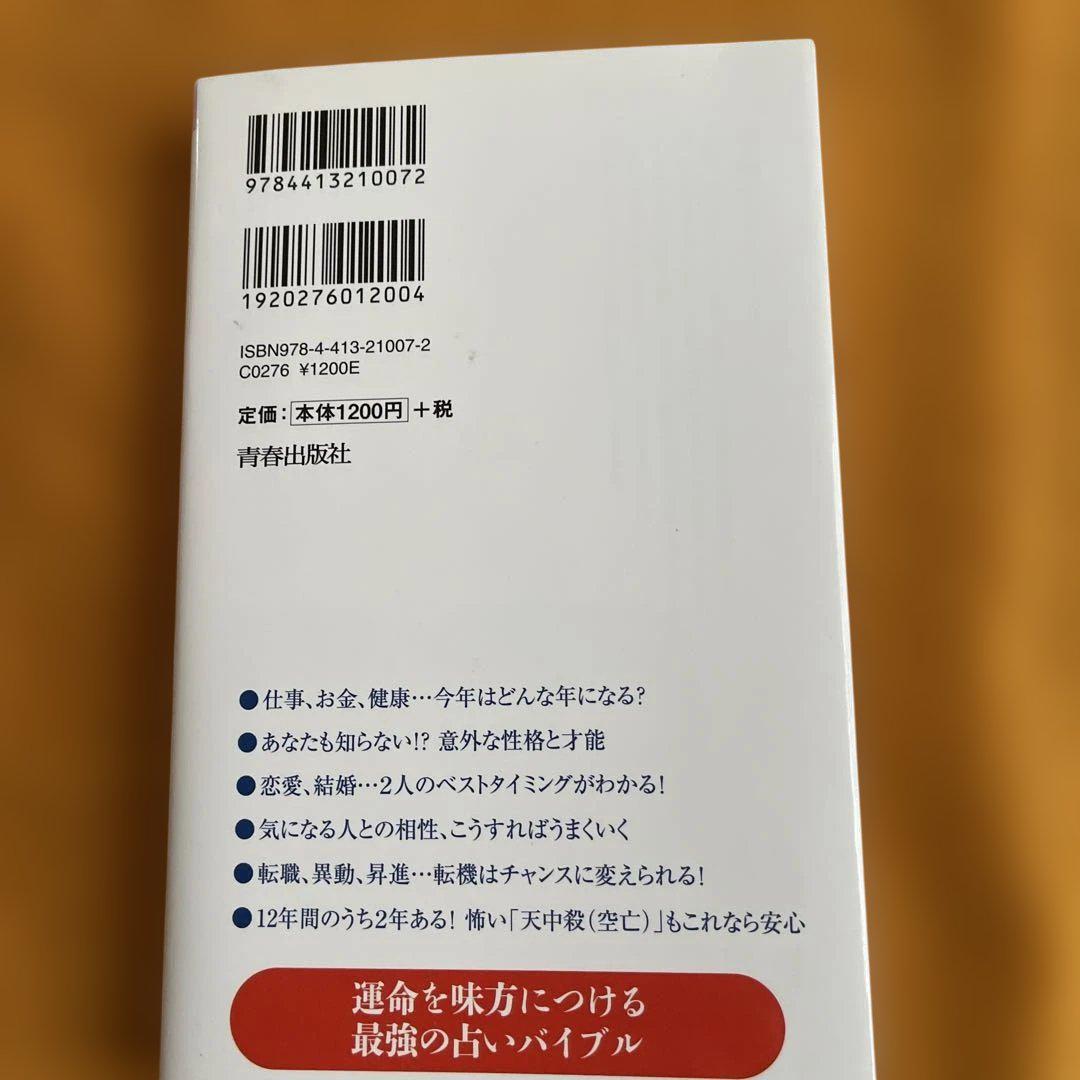 9784413210072
1920276012004
ISBN978-4-413-21007-2
C0276 ¥1200E
定価：本体1200円＋税
青春出版社
●仕事、お金、健康…今年はどんな年になる?
●あなたも知らない!? 意外な性格と才能
●恋愛、結婚…2人のベストタイミングがわかる!
●気になる人との相性、こうすればうまくいく
●転職、異動、昇進…転機はチャンスに変えられる!
●12年間のうち2年ある! 怖い「天中殺(空亡)」もこれなら安心
運命を味方につける
最強の占いバイブル